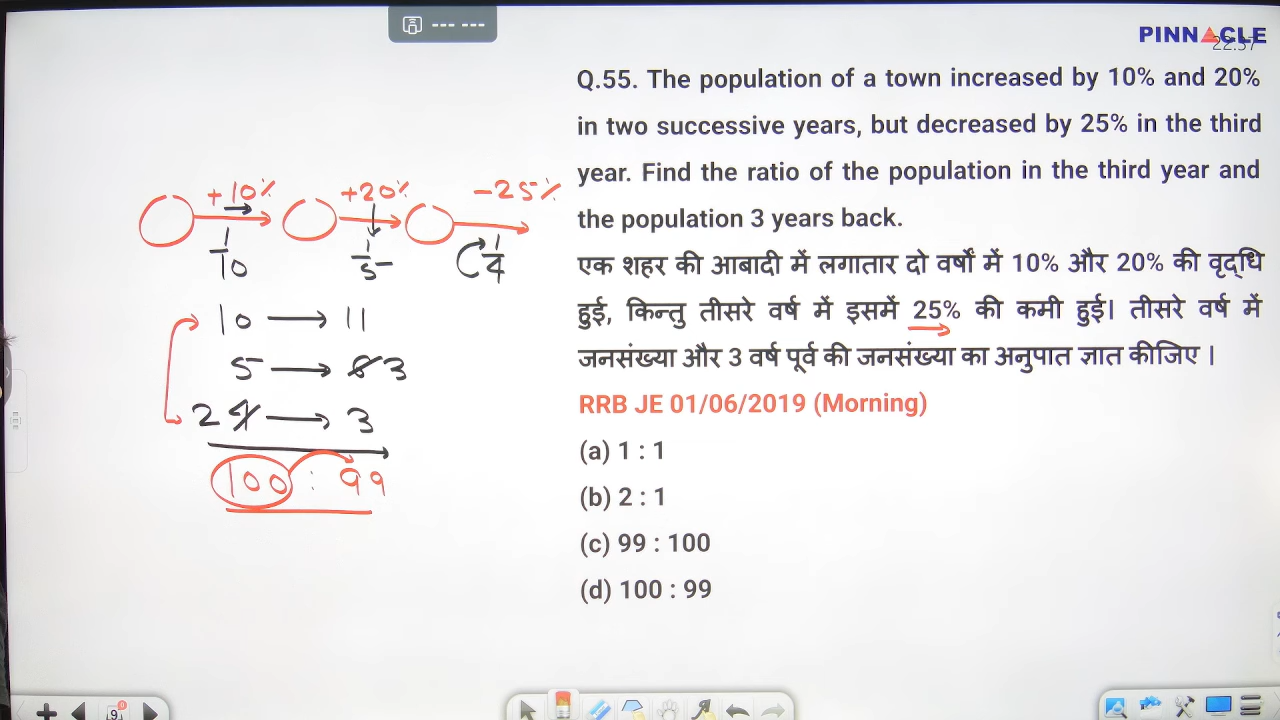 PINNACLE
22:37
Q.55. The population of a town increased by 10% and 20%
in two successive years, but decreased by 25% in the third
year. Find the ratio of the population in the third year and
the population 3 years back.
एक शहर की आबादी में लगातार दो वर्षों में 10% और 20% की वृद्धि
हुई, किन्तु तीसरे वर्ष में इसमें 25% की कमी हुई। तीसरे वर्ष में
जनसंख्या और 3 वर्ष पूर्व की जनसंख्या का अनुपात ज्ञात कीजिए ।
RRB JE 01/06/2019 (Morning)
(a) 1 : 1
(b) 2 : 1
(c) 99 : 100
(d) 100 : 99
+10% +20% -25%
1/10 1/5 1/4
10 → 11
5 → 6 3
2 4 → 3
100 : 99